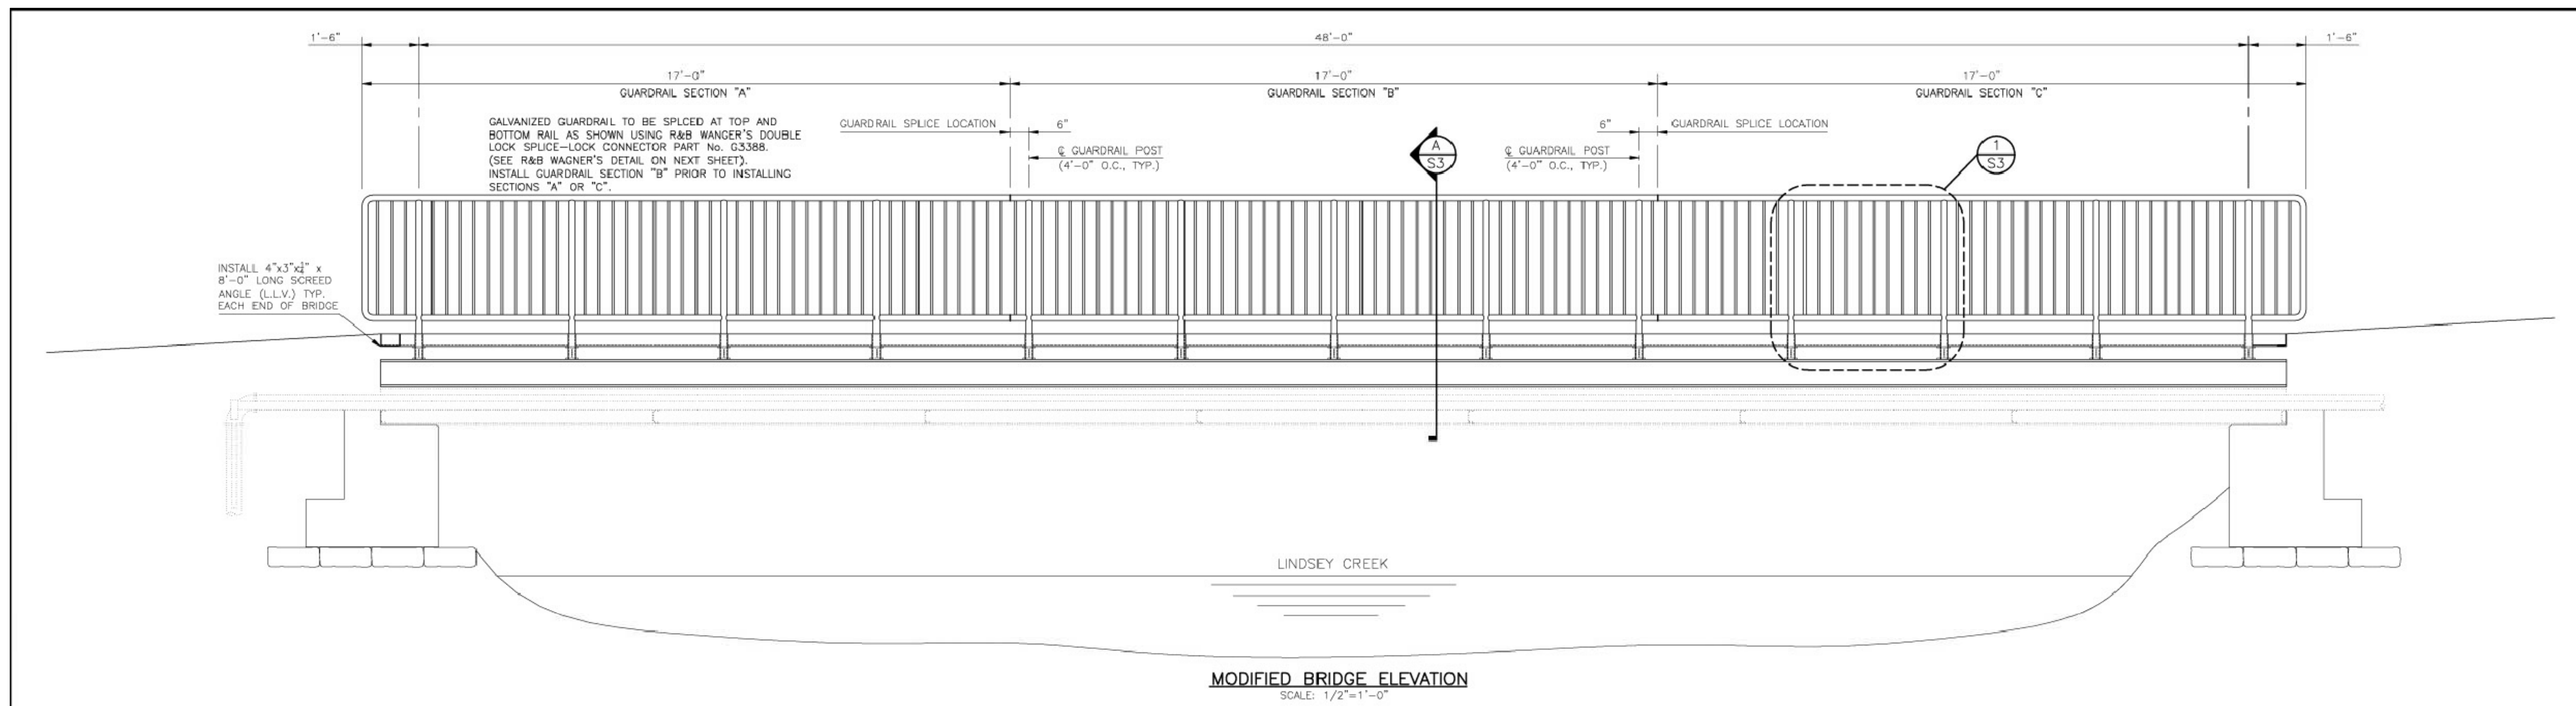 1'-6"
48'-0"
1'-6"
17'-0"
GUARDRAIL SECTION "A"
17'-0"
GUARDRAIL SECTION "B"
17'-0"
GUARDRAIL SECTION "C"
GALVANIZED GUARDRAIL TO BE SPLCED AT TOP AND
BOTTOM RAIL AS SHOWN USING R&B WANGER'S DOUBLE
LOCK SPLICE-LOCK CONNECTOR PART No. G3388.
(SEE R&B WAGNER'S DETAIL ON NEXT SHEET).
INSTALL GUARDRAIL SECTION "B" PRIOR TO INSTALLING
SECTIONS "A" OR "C".
GUARDRAIL SPLICE LOCATION
6"
℄ GUARDRAIL POST
(4'-0" O.C., TYP.)
A
S3
6"
GUARDRAIL SPLICE LOCATION
℄ GUARDRAIL POST
(4'-0" O.C., TYP.)
1
S3
INSTALL 4"x3"x¼" x
8'-0" LONG SCREED
ANGLE (L.L.V.) TYP.
EACH END OF BRIDGE
LINDSEY CREEK
MODIFIED BRIDGE ELEVATION
SCALE: 1/2"=1'-0"